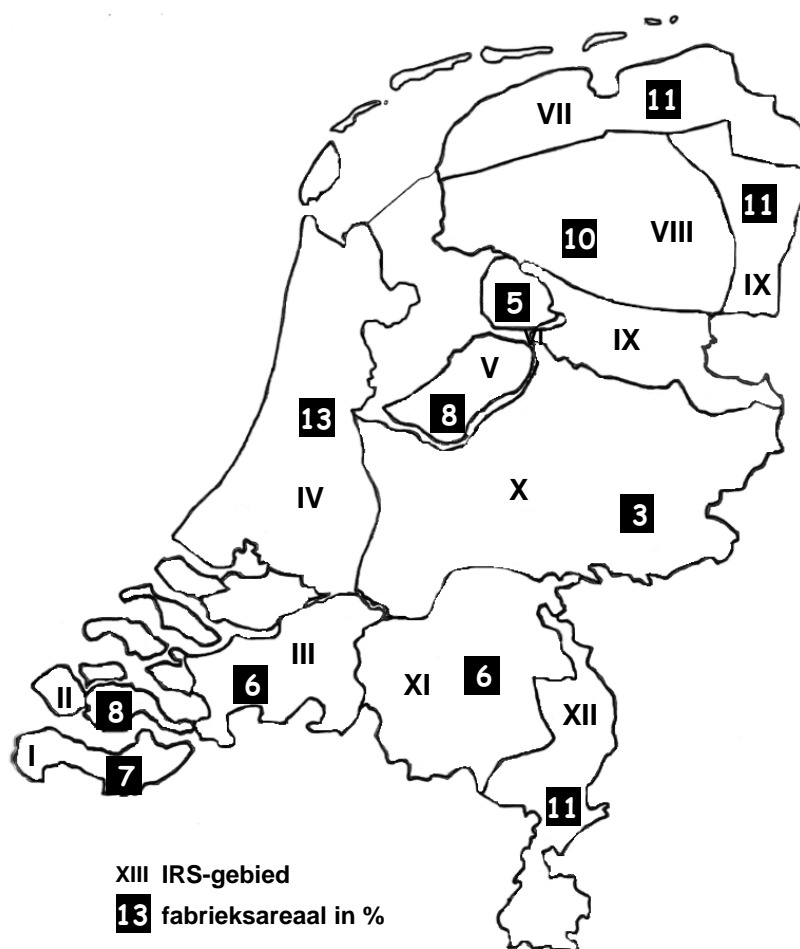 VII 11
11
10 VIII
IX
5
VI IX
V
8
13
X
IV
3
III
6 XI 6
II 8 XII
I 7
11
XIII IRS-gebied
13 fabrieksareaal in %